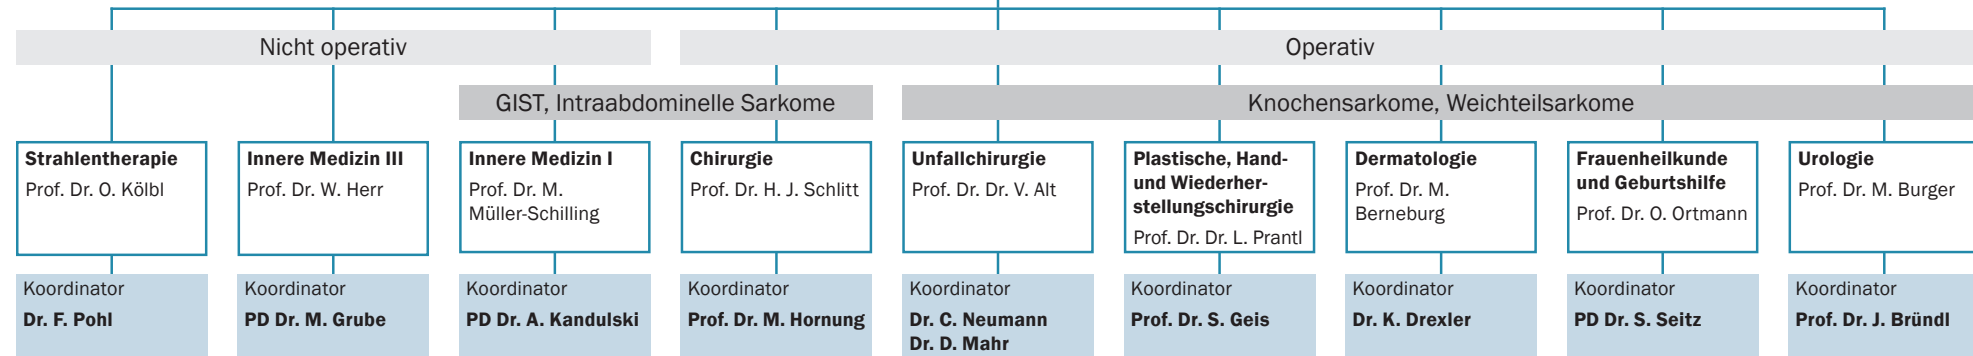 Nicht operativ
Operativ
GIST, Intraabdominelle Sarkome
Knochensarkome, Weichteilsarkome
Strahlentherapie
Prof. Dr. O. Kölbl
Innere Medizin III
Prof. Dr. W. Herr
Innere Medizin I
Prof. Dr. M.
Müller-Schilling
Chirurgie
Prof. Dr. H. J. Schlitt
Unfallchirurgie
Prof. Dr. Dr. V. Alt
Plastische, Hand-
und Wiederher-
stellungschirurgie
Prof. Dr. Dr. L. Prantl
Dermatologie
Prof. Dr. M.
Berneburg
Frauenheilkunde
und Geburtshilfe
Prof. Dr. O. Ortmann
Urologie
Prof. Dr. M. Burger
Koordinator
Dr. F. Pohl
Koordinator
PD Dr. M. Grube
Koordinator
PD Dr. A. Kandulski
Koordinator
Prof. Dr. M. Hornung
Koordinator
Dr. C. Neumann
Dr. D. Mahr
Koordinator
Prof. Dr. S. Geis
Koordinator
Dr. K. Drexler
Koordinator
PD Dr. S. Seitz
Koordinator
Prof. Dr. J. Bründl